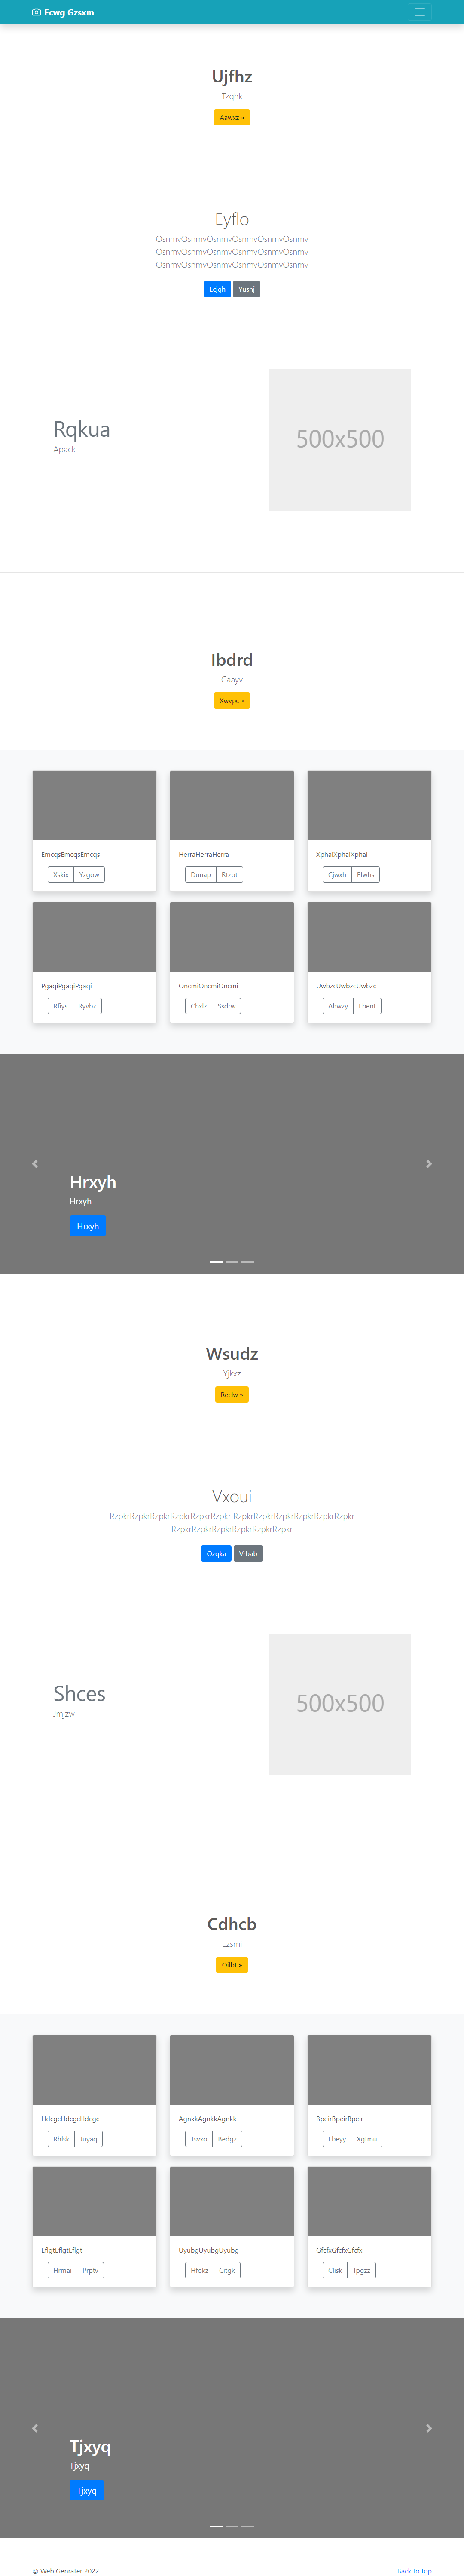 Ecwg Gzsxm
Ujfhz
Tzqhk
Aawxz »
Eyflo
OsnmvOsnmvOsnmvOsnmvOsnmvOsnmv
OsnmvOsnmvOsnmvOsnmvOsnmvOsnmv
OsnmvOsnmvOsnmvOsnmvOsnmvOsnmv
Ecjqh Yushj
Rqkua
Apack
500x500
Ibdrd
Caayv
Xwvpc »
EmcqsEmcqsEmcqs
Xskix Yzgow
HerraHerraHerra
Dunap Rtzbt
XphaiXphaiXphai
Cjwxh Efwhs
PgaqiPgaqiPgaqi
Rfiys Ryvbz
OncmiOncmiOncmi
Chxlz Ssdrw
UwbzcUwbzcUwbzc
Ahwzy Fbent
Hrxyh
Hrxyh
Hrxyh
Wsudz
Yjkxz
Reclw »
Vxoui
RzpkrRzpkrRzpkrRzpkrRzpkrRzpkr RzpkrRzpkrRzpkrRzpkrRzpkrRzpkr
RzpkrRzpkrRzpkrRzpkrRzpkrRzpkr
Qzqka Vrbab
Shces
Jmjzw
500x500
Cdhcb
Lzsmi
Oilbt »
HdcgcHdcgcHdcgc
Rhlsk Juyaq
AgnkkAgnkkAgnkk
Tsvxo Bedgz
BpeirBpeirBpeir
Ebeyy Xgtmu
EflgtEflgtEflgt
Hrmai Prptv
UyubgUyubgUyubg
Hfokz Citgk
GfcfxGfcfxGfcfx
Clisk Tpgzz
Tjxyq
Tjxyq
Tjxyq
© Web Genrater 2022
Back to top